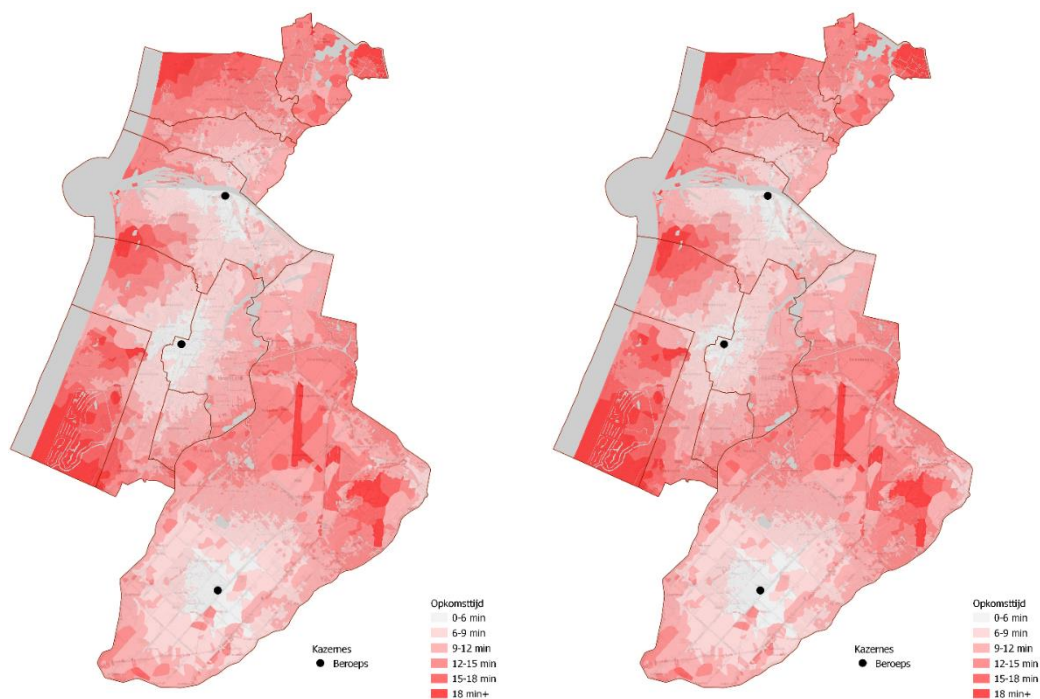 Opkomsttijd
0-6 min
6-9 min
9-12 min
12-15 min
15-18 min
18 min+
Kazernes
Beroeps
Opkomsttijd
0-6 min
6-9 min
9-12 min
12-15 min
15-18 min
18 min+
Kazernes
Beroeps